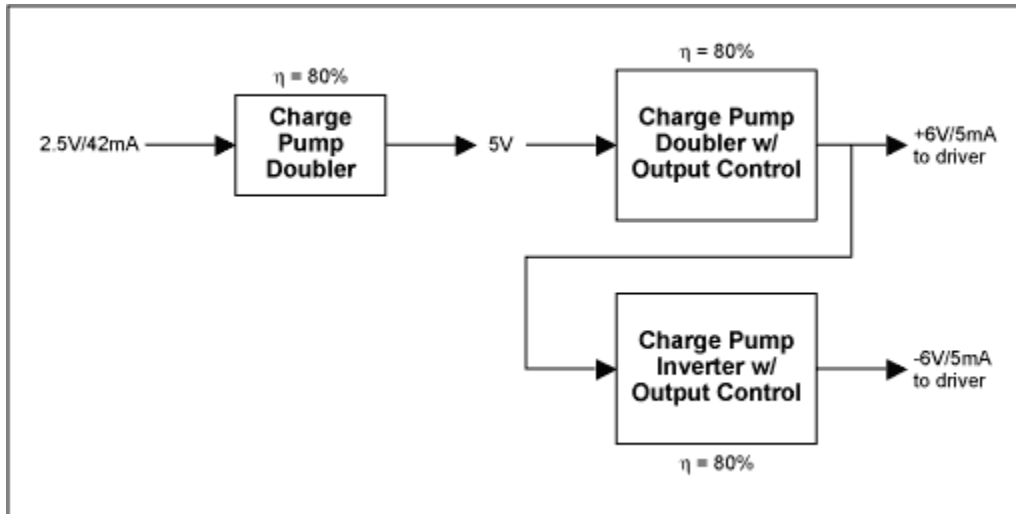 η = 80%
2.5V/42mA
Charge
Pump
Doubler
5V
η = 80%
Charge Pump
Doubler w/
Output Control
+6V/5mA
to driver
Charge Pump
Inverter w/
Output Control
η = 80%
-6V/5mA
to driver